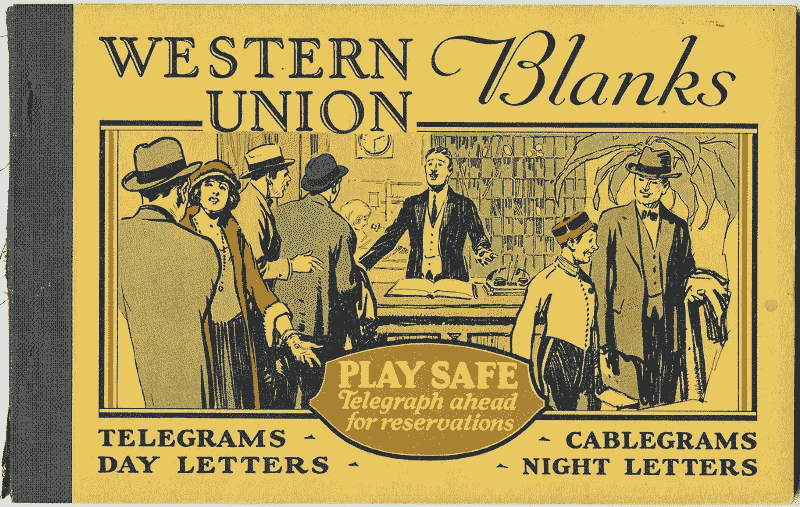 WESTERN
UNION
Blanks
PLAY SAFE
Telegraph ahead
for reservations
TELEGRAMS
DAY LETTERS
CABLEGRAMS
NIGHT LETTERS